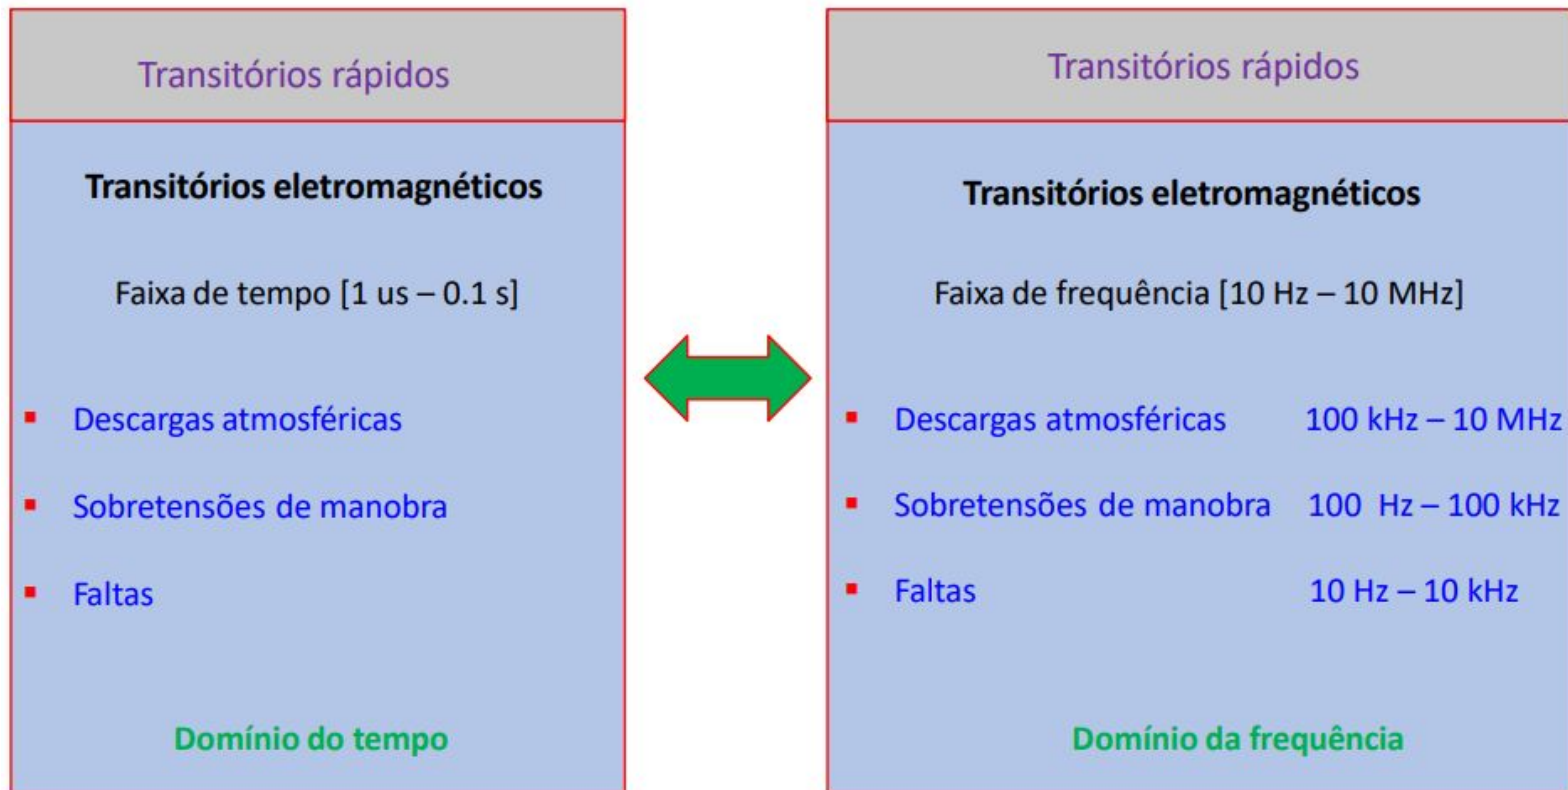 Transitórios rápidos
Transitórios eletromagnéticos
Faixa de tempo [1 us – 0.1 s]
▪ Descargas atmosféricas
▪ Sobretensões de manobra
▪ Faltas
Domínio do tempo
Transitórios rápidos
Transitórios eletromagnéticos
Faixa de frequência [10 Hz – 10 MHz]
▪ Descargas atmosféricas 100 kHz – 10 MHz
▪ Sobretensões de manobra 100 Hz – 100 kHz
▪ Faltas 10 Hz – 10 kHz
Domínio da frequência